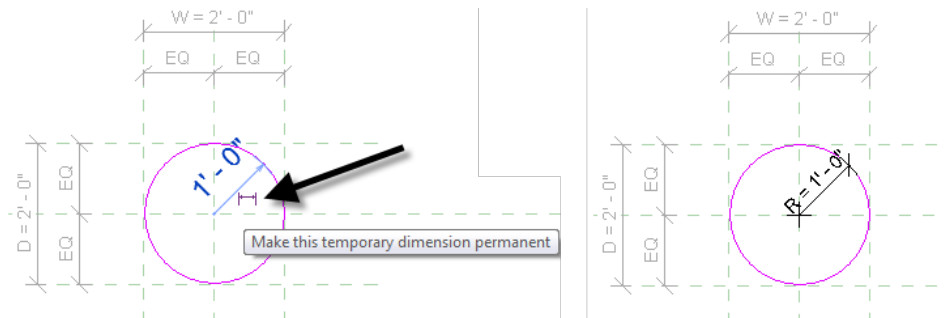 W = 2' - 0"
EQ
EQ
D = 2' - 0"
EQ
EQ
1' - 0"
Make this temporary dimension permanent
W = 2' - 0"
EQ
EQ
D = 2' - 0"
EQ
EQ
R = 1' - 0"